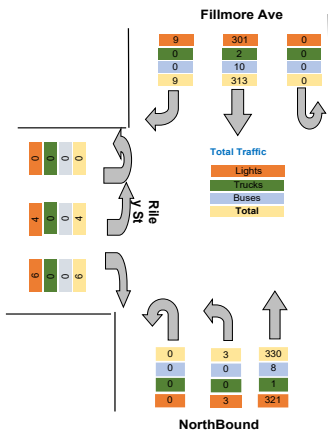 Fillmore Ave
9 301 0
0 2 0
0 10 0
9 313 0
Total Traffic
Lights
Trucks
Buses
Total
0 0 0 0
4 0 0 4
6 0 0 6
Rile
y St
0 3 330
0 0 8
0 0 1
0 3 321
NorthBound